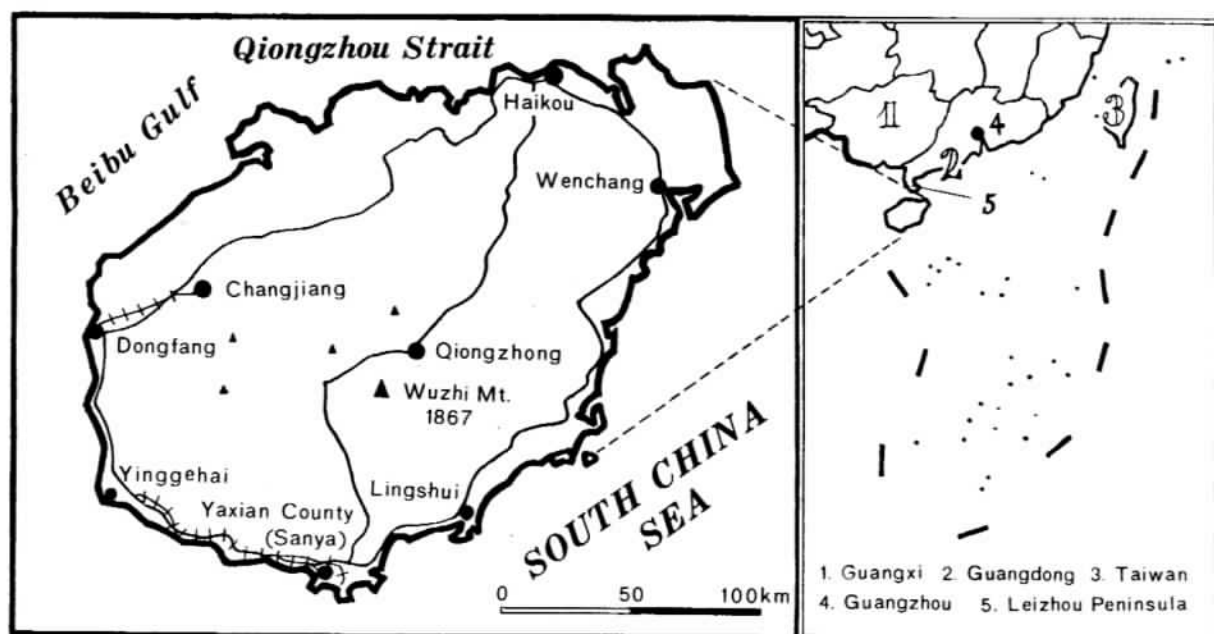 Qiongzhou Strait
Beibu Gulf
Haikou
Wenchang
Changjiang
Dongfang
Qiongzhong
Wuzhi Mt.
1867
Yinggehai
Yaxian County
(Sanya)
Lingshui
SOUTH CHINA
SEA
0 50 100km
1
2
3
4
5
1. Guangxi 2. Guangdong 3. Taiwan
4. Guangzhou 5. Leizhou Peninsula